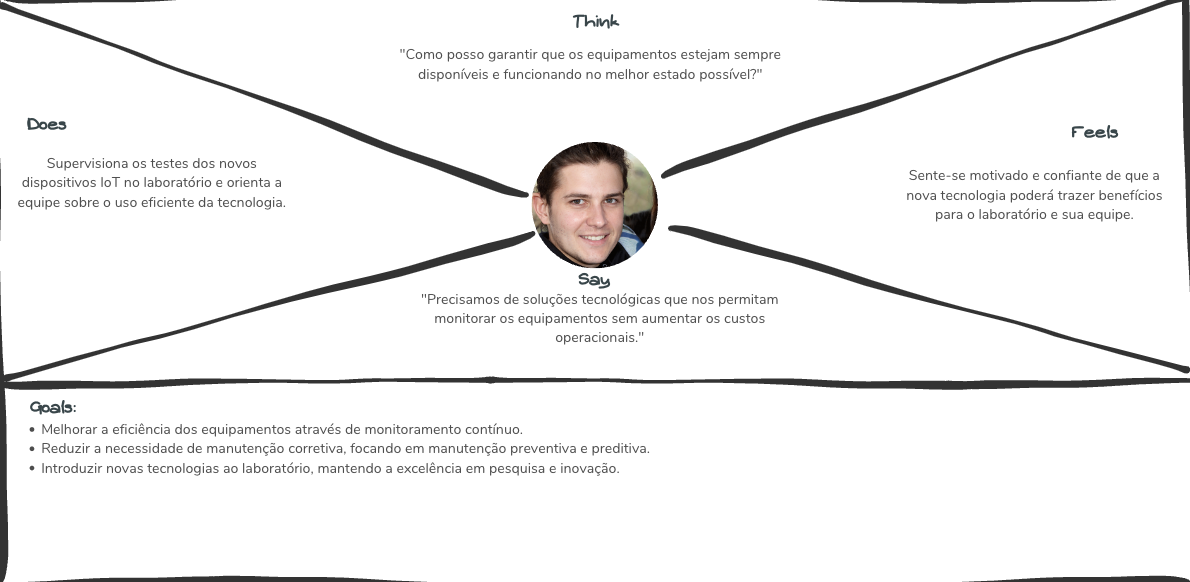 Think
"Como posso garantir que os equipamentos estejam sempre
disponíveis e funcionando no melhor estado possível?"
Does
Supervisiona os testes dos novos
dispositivos IoT no laboratório e orienta a
equipe sobre o uso eficiente da tecnologia.
Feels
Sente-se motivado e confiante de que a
nova tecnologia poderá trazer benefícios
para o laboratório e sua equipe.
Say
"Precisamos de soluções tecnológicas que nos permitam
monitorar os equipamentos sem aumentar os custos
operacionais."
Goals:
• Melhorar a eficiência dos equipamentos através de monitoramento contínuo.
• Reduzir a necessidade de manutenção corretiva, focando em manutenção preventiva e preditiva.
• Introduzir novas tecnologias ao laboratório, mantendo a excelência em pesquisa e inovação.